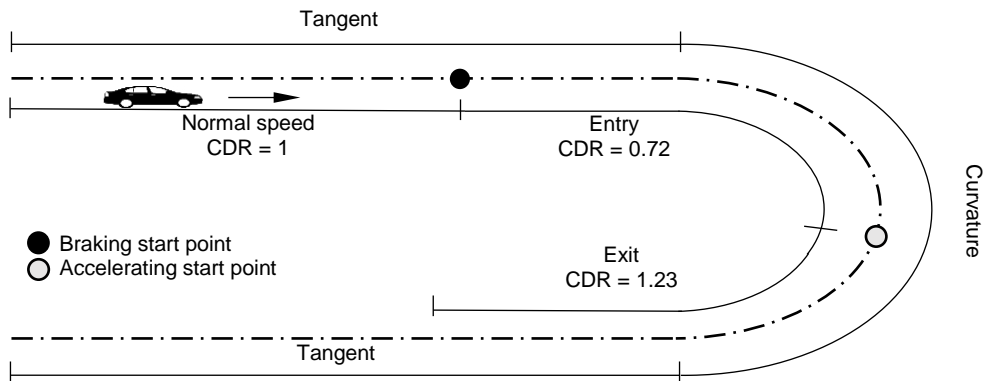 Tangent
Normal speed
CDR = 1
Entry
CDR = 0.72
Curvature
Braking start point
Accelerating start point
Exit
CDR = 1.23
Tangent